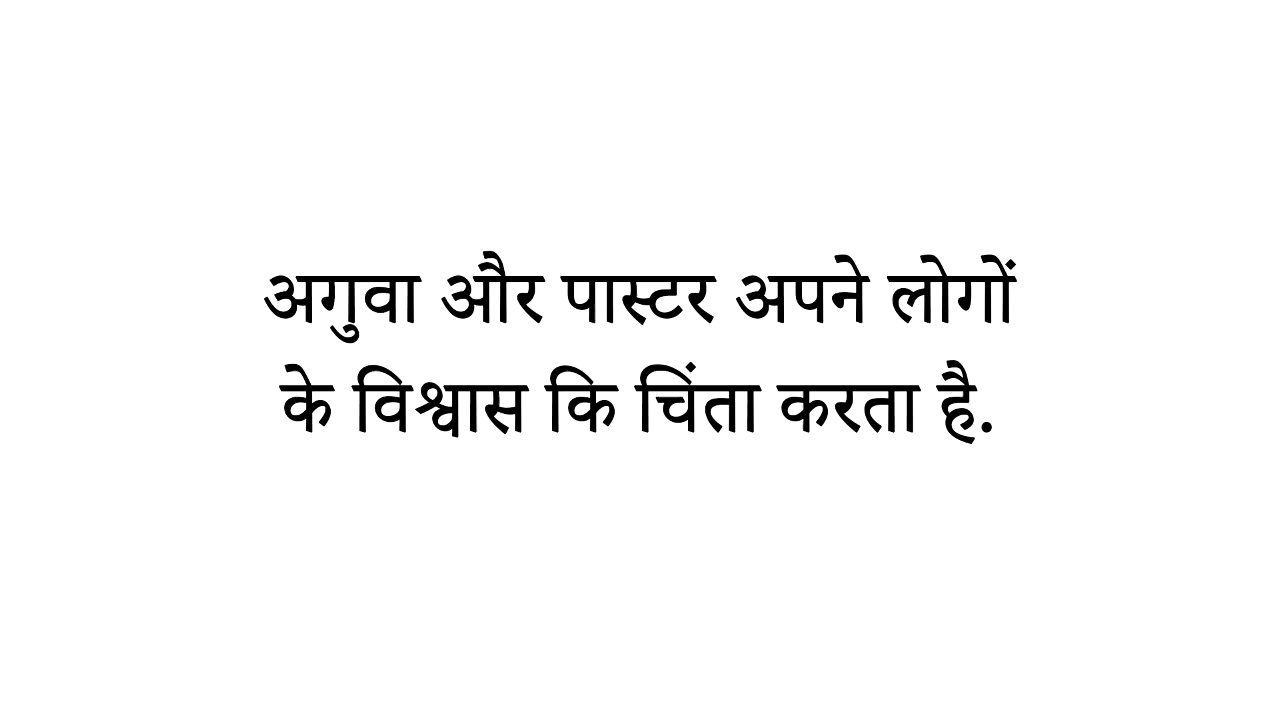 अगुवा और पास्टर अपने लोगों
के विश्वास कि चिंता करता है.